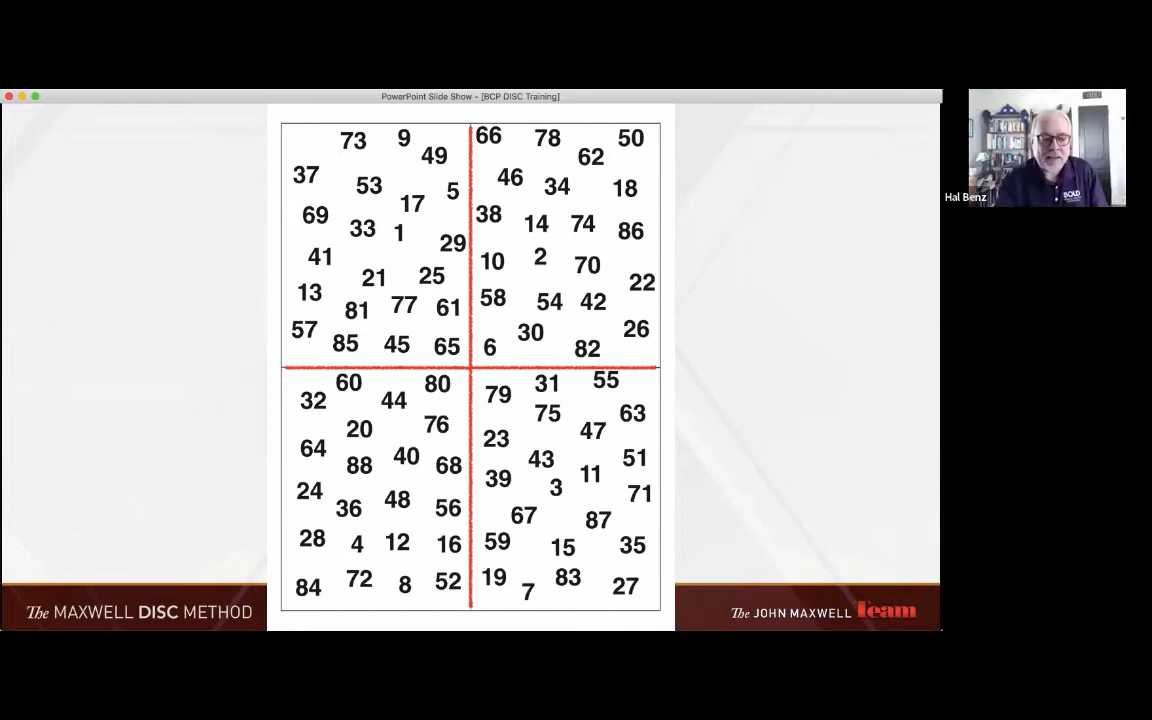 PowerPoint Slide Show - [BCP DISC Training]
73 9 49
37 53 5
17
69 33 1 29
41 21 25
13 81 77 61
57 85 45 65
66 78 62 50
46 34 18
38 14 74 86
10 2 70 22
58 54 42
30 26
6 82
60 80
32 44
20 76
64 88 40 68
24 36 48 56
28 4 12 16
84 72 8 52
79 31 55
75 63
23 47
43 51
39 3 11 71
67 87
59 15 35
19 7 83 27
The MAXWELL DISC METHOD
The JOHN MAXWELL Team
Hal Benz
BOLD